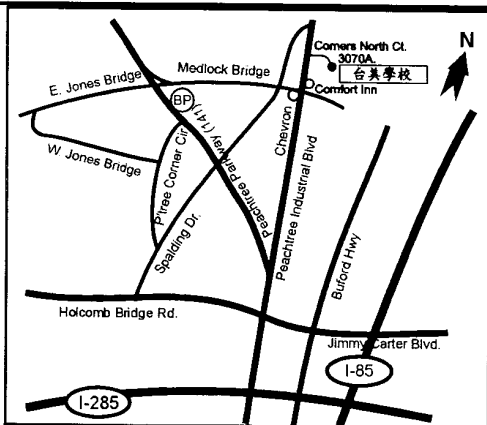 Corners North Ct.
3070A.
台美學校
N
Medlock Bridge
E. Jones Bridge
Comfort Inn
BP
Chevron
W. Jones Bridge
P'tree Corner Cir
Peachtree Parkway (141)
Spalding Dr.
Peachtree Industrial Blvd
Buford Hwy
Holcomb Bridge Rd.
Jimmy Carter Blvd.
I-85
I-285